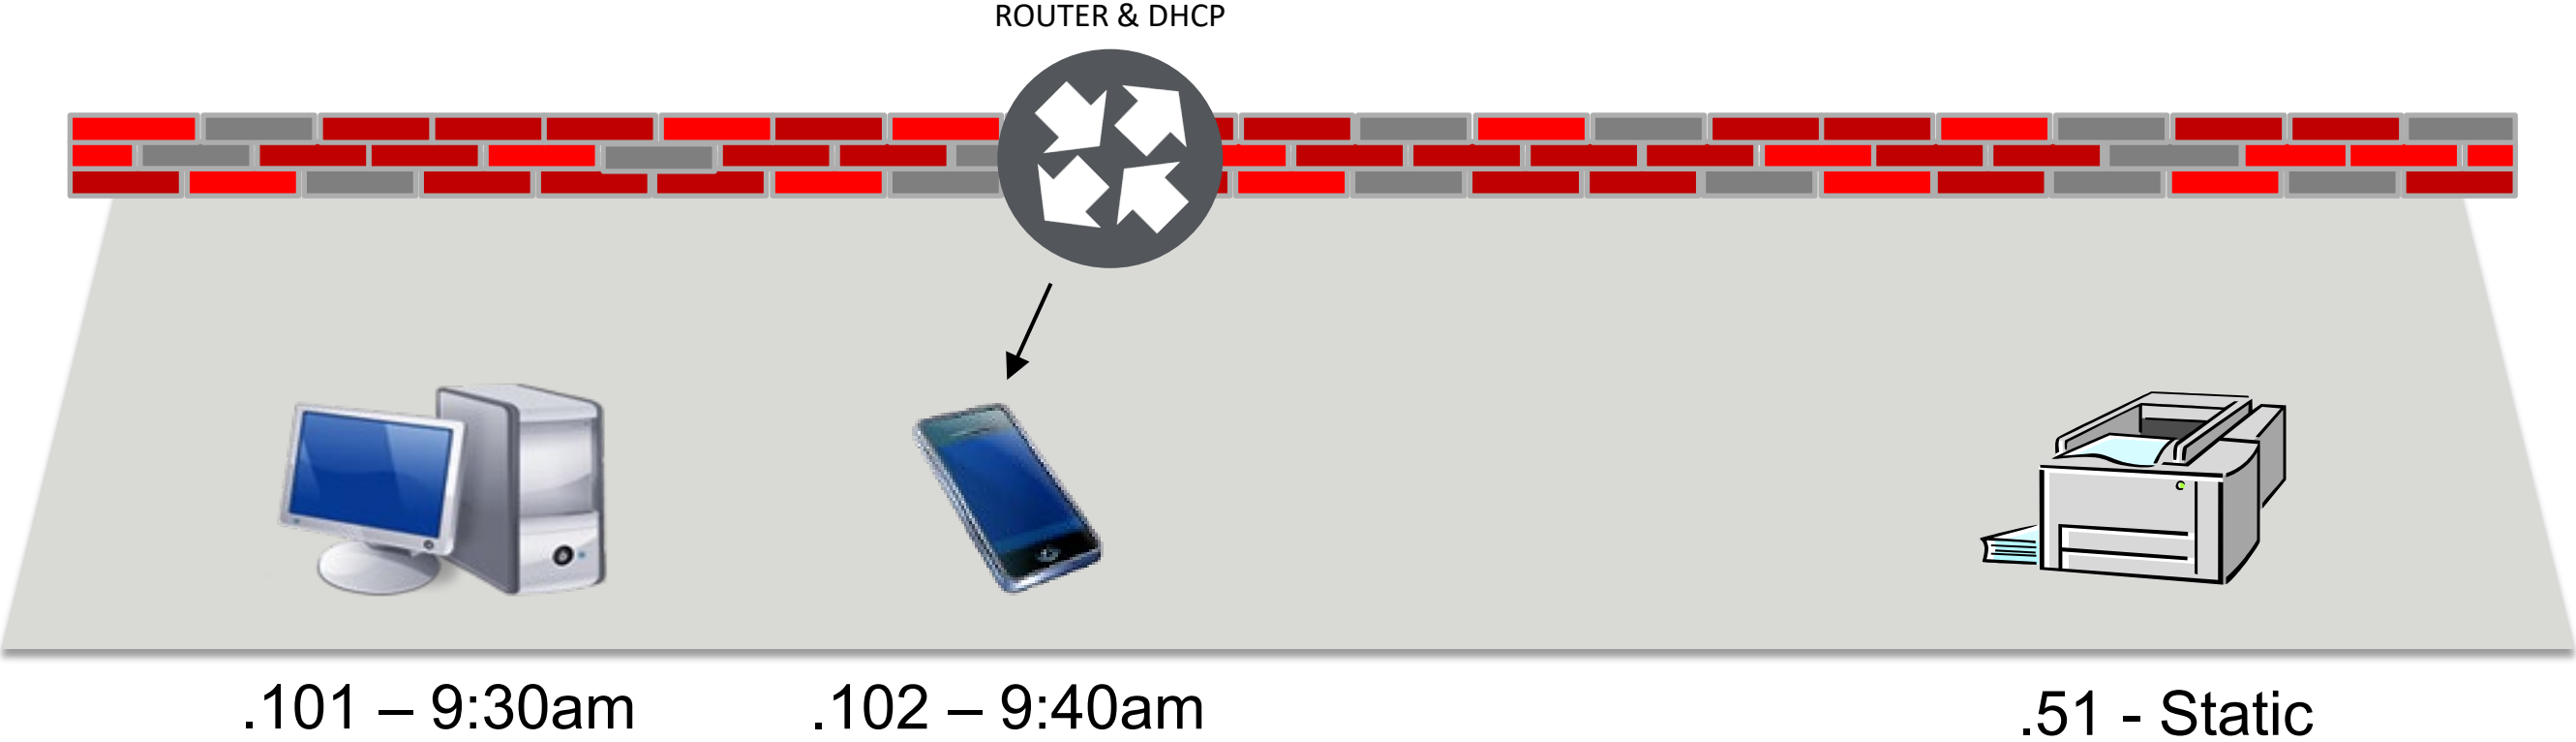 ROUTER & DHCP
.101 – 9:30am
.102 – 9:40am
.51 - Static